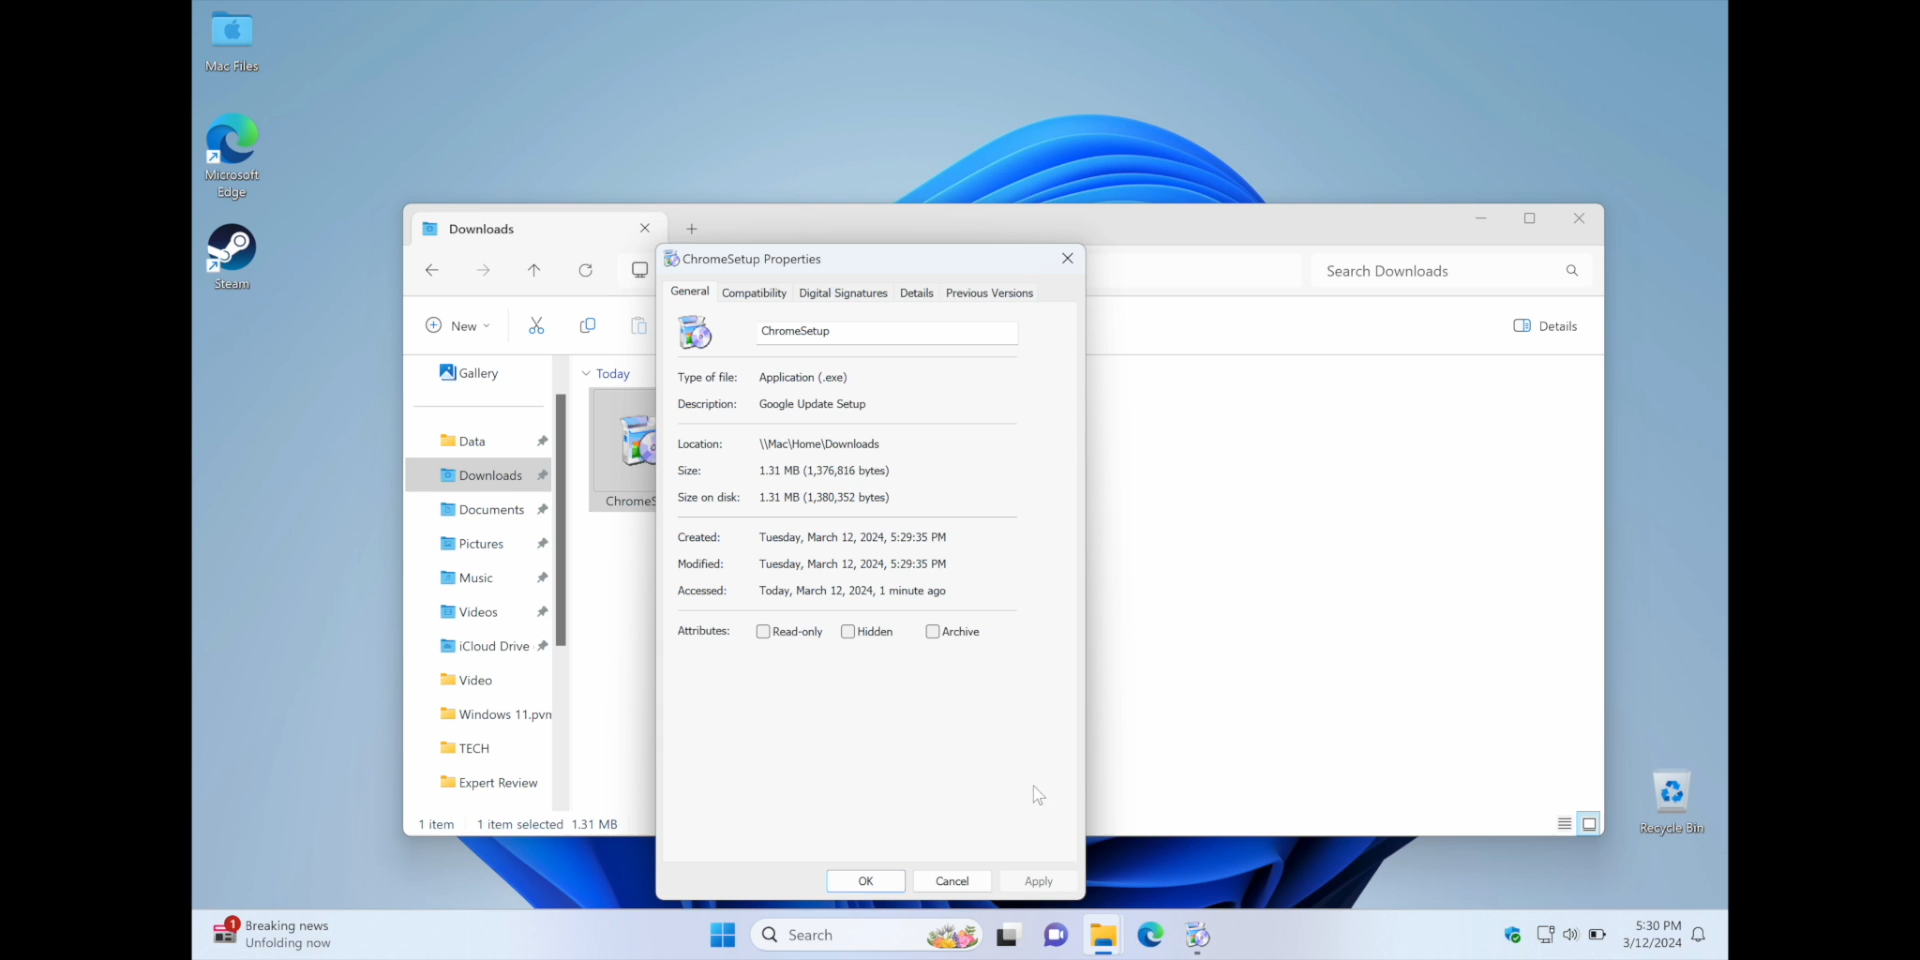 Mac Files
Microsoft
Edge
Steam
Downloads
Search Downloads
New
Details
Gallery
Data
Downloads
Documents
Pictures
Music
Videos
iCloud Drive
Video
Windows 11.pvm
TECH
Expert Review
Today
ChromeS
1 item
1 item selected
1.31 MB
ChromeSetup Properties
General
Compatibility
Digital Signatures
Details
Previous Versions
ChromeSetup
Type of file: Application (.exe)
Description: Google Update Setup
Location: \\Mac\Home\Downloads
Size: 1.31 MB (1,376,816 bytes)
Size on disk: 1.31 MB (1,380,352 bytes)
Created: Tuesday, March 12, 2024, 5:29:35 PM
Modified: Tuesday, March 12, 2024, 5:29:35 PM
Accessed: Today, March 12, 2024, 1 minute ago
Attributes: Read-only Hidden Archive
OK
Cancel
Apply
Recycle Bin
1
Breaking news
Unfolding now
Search
5:30 PM
3/12/2024